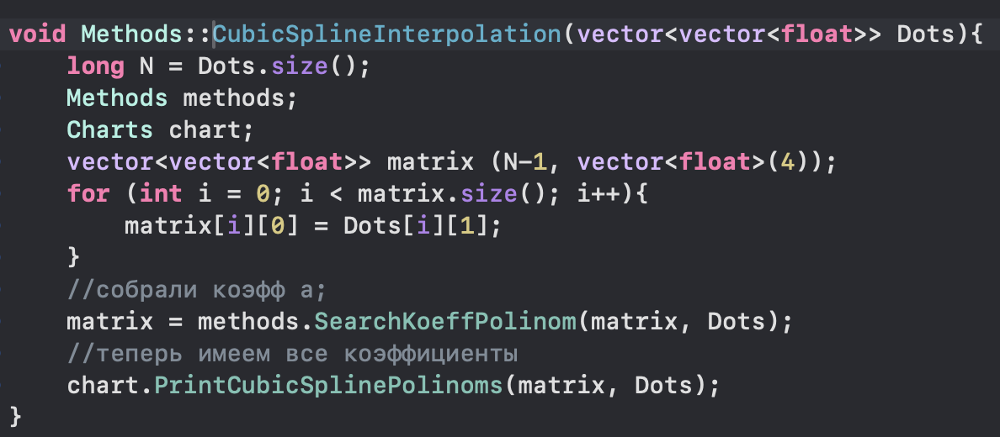 void Methods::CubicSplineInterpolation(vector<vector<float>> Dots){
    long N = Dots.size();
    Methods methods;
    Charts chart;
    vector<vector<float>> matrix (N-1, vector<float>(4));
    for (int i = 0; i < matrix.size(); i++){
        matrix[i][0] = Dots[i][1];
    }
    //собрали коэфф а;
    matrix = methods.SearchKoeffPolinom(matrix, Dots);
    //теперь имеем все коэффициенты
    chart.PrintCubicSplinePolinoms(matrix, Dots);
}